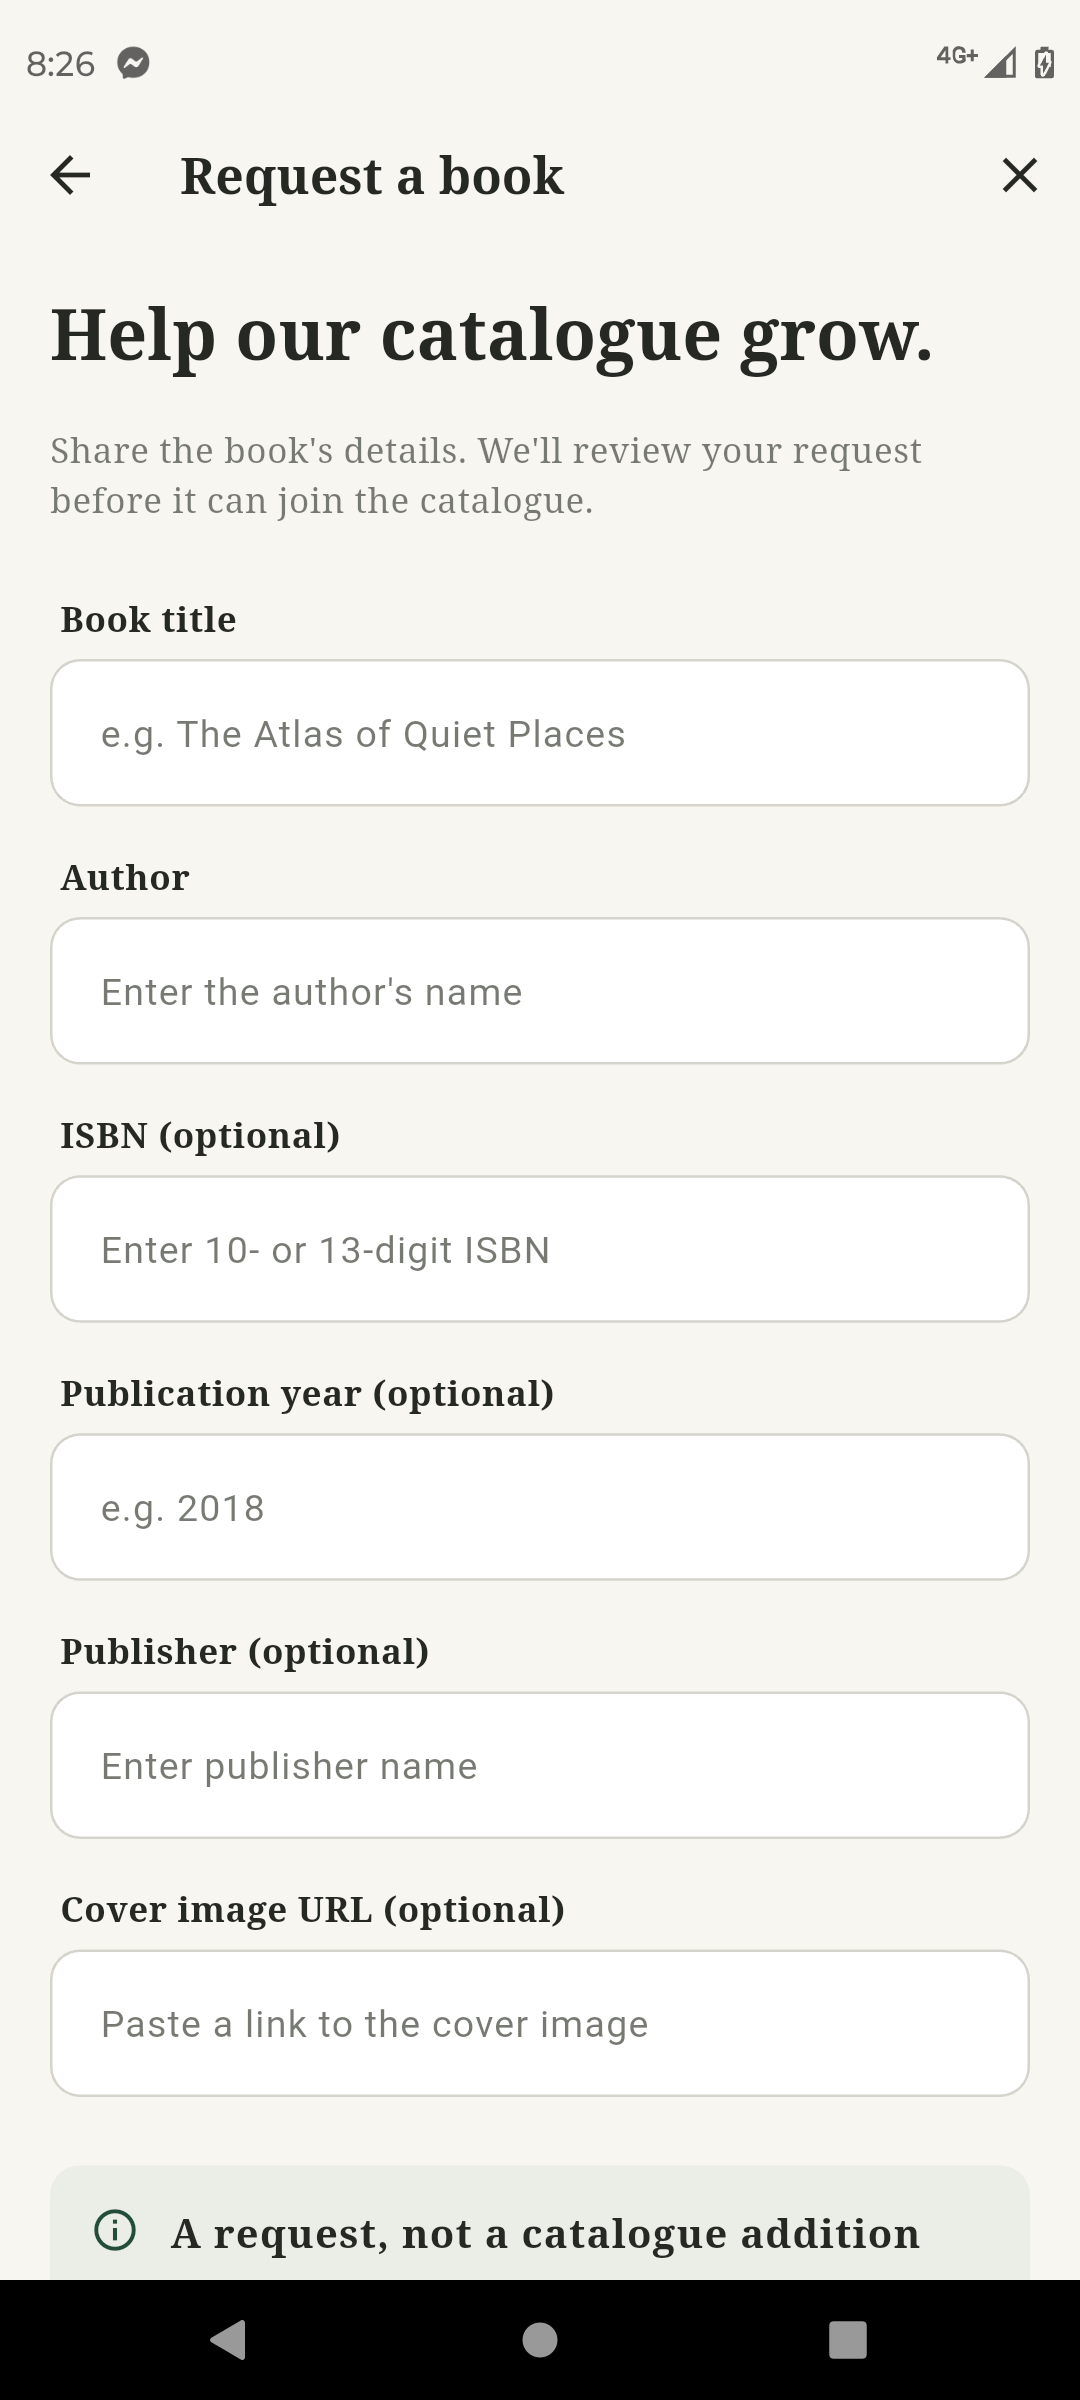 8:26
4G+
Request a book
Help our catalogue grow.
Share the book's details. We'll review your request
before it can join the catalogue.
Book title
e.g. The Atlas of Quiet Places
Author
Enter the author's name
ISBN (optional)
Enter 10- or 13-digit ISBN
Publication year (optional)
e.g. 2018
Publisher (optional)
Enter publisher name
Cover image URL (optional)
Paste a link to the cover image
A request, not a catalogue addition